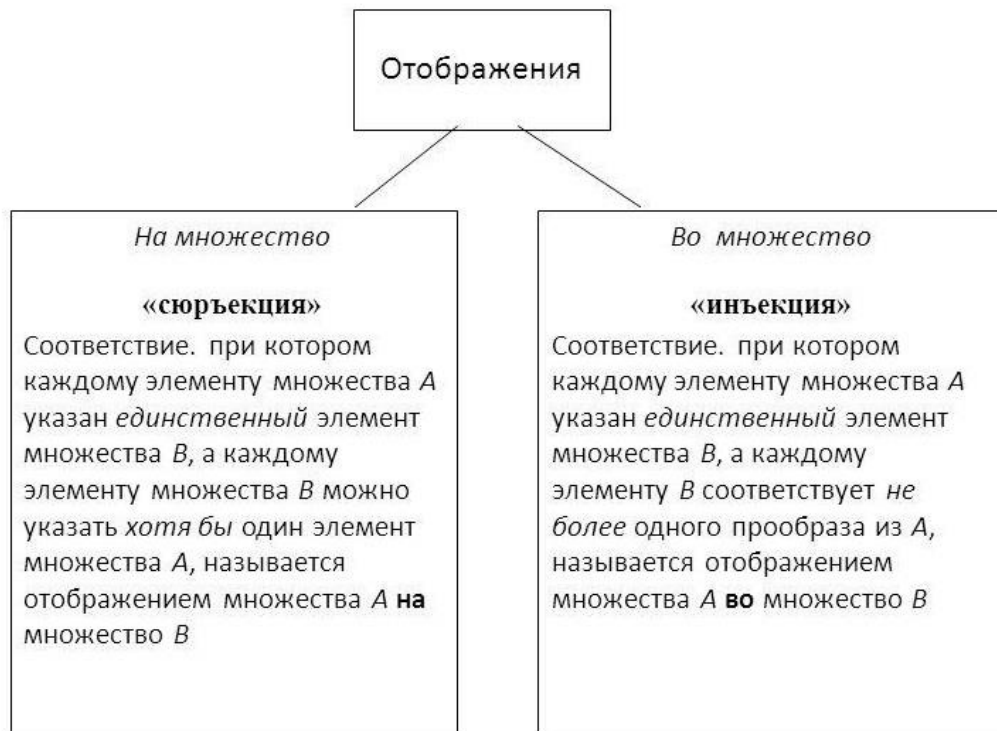 Отображения
На множество
«сюръекция»
Соответствие. при котором
каждому элементу множества A
указан единственный элемент
множества B, а каждому
элементу множества B можно
указать хотя бы один элемент
множества A, называется
отображением множества A на
множество B
Во множество
«инъекция»
Соответствие. при котором
каждому элементу множества A
указан единственный элемент
множества B, а каждому
элементу B соответствует не
более одного прообраза из A,
называется отображением
множества A во множество B